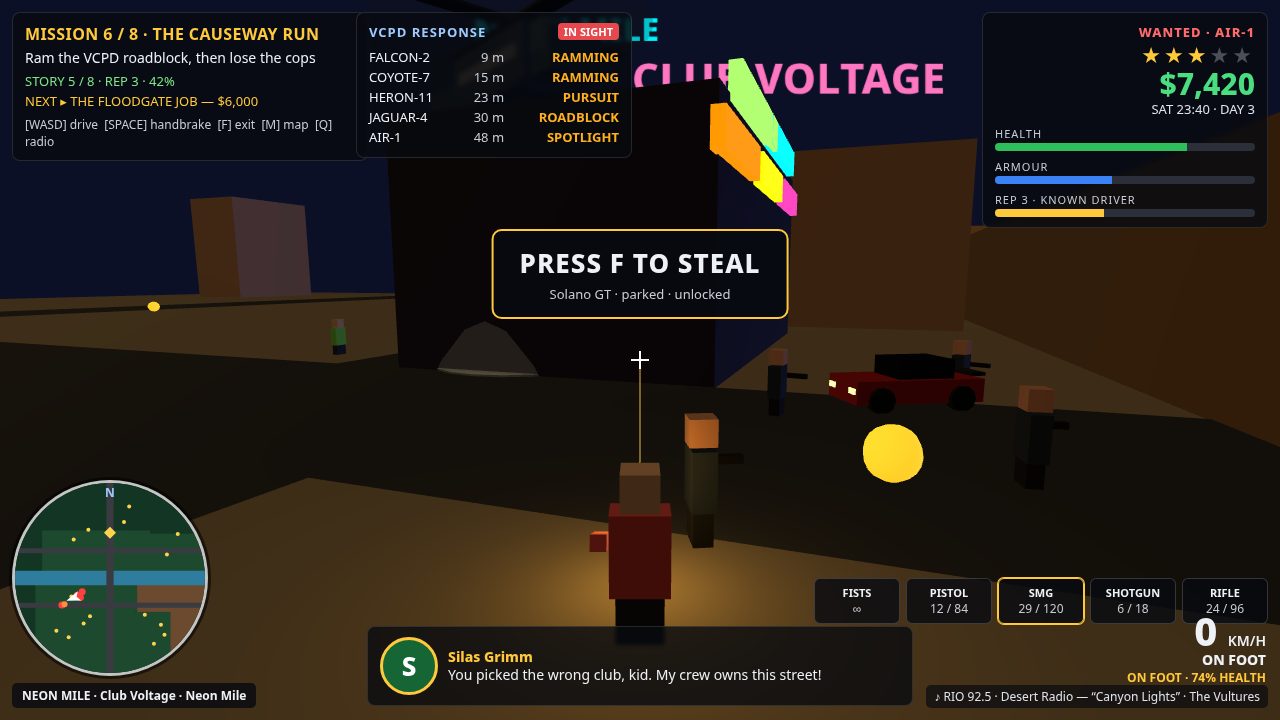 MISSION 6 / 8 · THE CAUSEWAY RUN
Ram the VCPD roadblock, then lose the cops
STORY 5 / 8 · REP 3 · 42%
NEXT ▸ THE FLOODGATE JOB — $6,000
[WASD] drive [SPACE] handbrake [F] exit [M] map [Q]
radio
VCPD RESPONSE IN SIGHT
FALCON-2 9 m RAMMING
COYOTE-7 15 m RAMMING
HERON-11 23 m PURSUIT
JAGUAR-4 30 m ROADBLOCK
AIR-1 48 m SPOTLIGHT
CLUB VOLTAGE
WANTED · AIR-1
★★★★★
$7,420
SAT 23:40 · DAY 3
HEALTH
ARMOUR
REP 3 · KNOWN DRIVER
PRESS F TO STEAL
Solano GT · parked · unlocked
N
NEON MILE · Club Voltage · Neon Mile
S
Silas Grimm
You picked the wrong club, kid. My crew owns this street!
FISTS
∞
PISTOL
12 / 84
SMG
29 / 120
SHOTGUN
6 / 18
RIFLE
24 / 96
0 KM/H
ON FOOT
ON FOOT · 74% HEALTH
♪ RIO 92.5 · Desert Radio — “Canyon Lights” · The Vultures